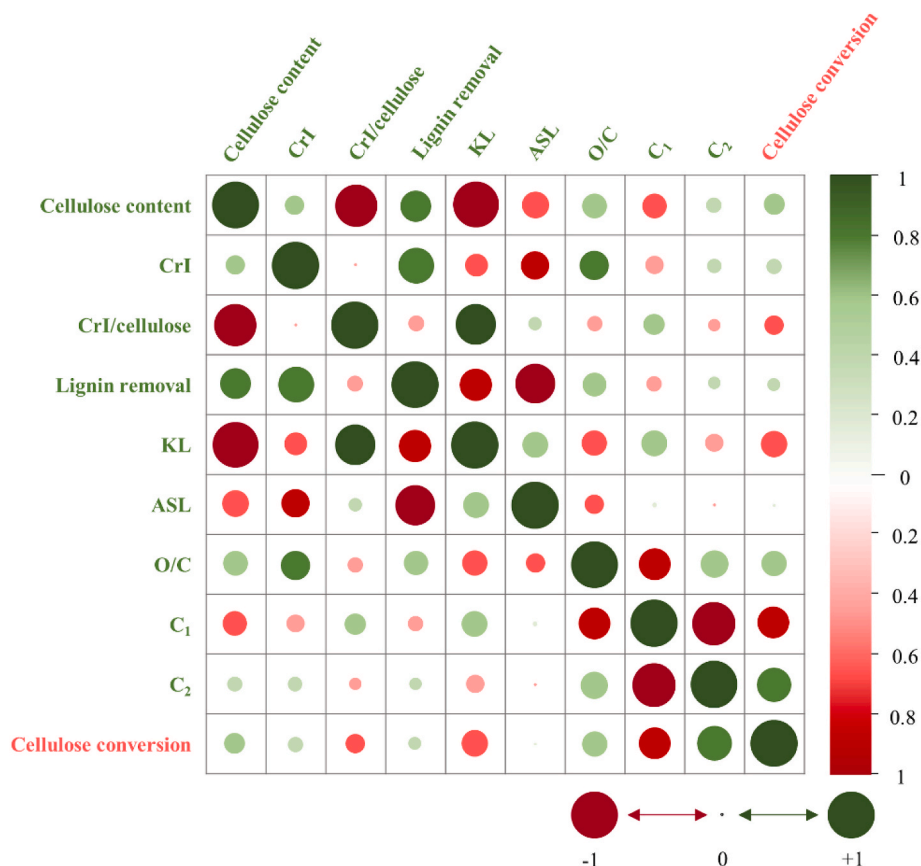 Cellulose content
CrI
CrI/cellulose
Lignin removal
KL
ASL
O/C
C₁
C₂
Cellulose conversion
Cellulose content
CrI
CrI/cellulose
Lignin removal
KL
ASL
O/C
C₁
C₂
Cellulose conversion
1
0.8
0.6
0.4
0.2
0
0.2
0.4
0.6
0.8
1
-1 0 +1